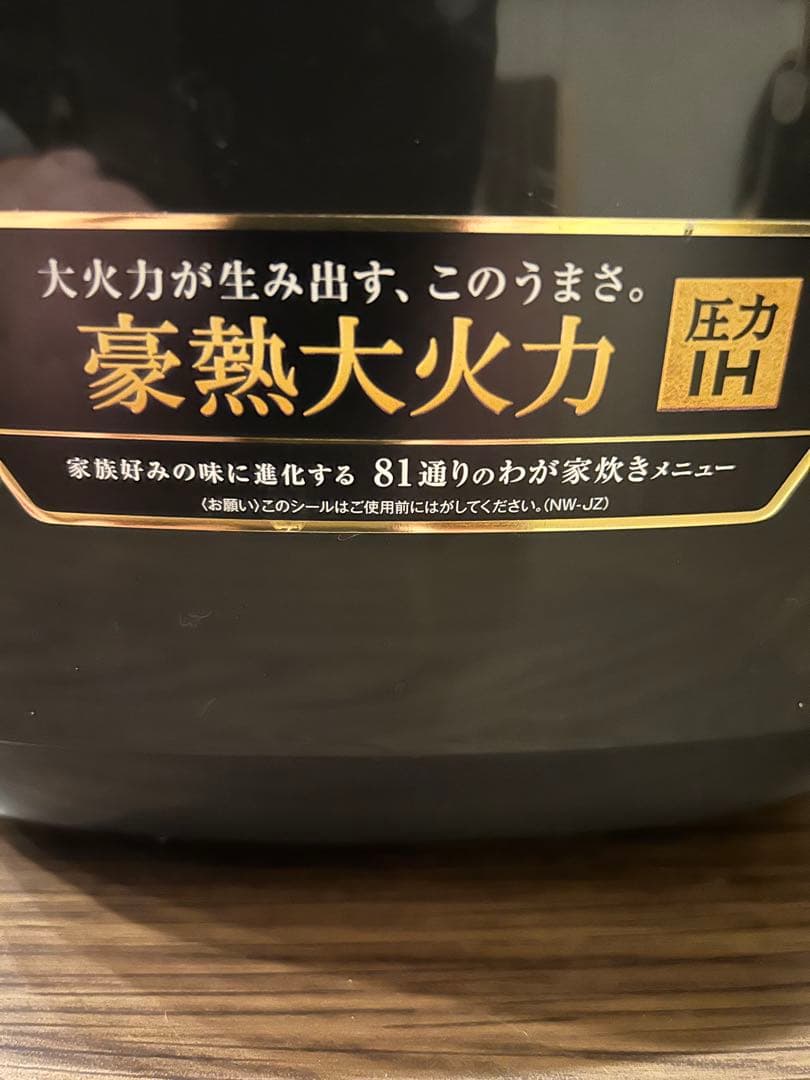 大火力が生み出す、このうまさ。
豪熱大火力
圧力
IH
家族好みの味に進化する 81通りのわが家炊きメニュー
〈お願い〉このシールはご使用前にはがしてください。(NW-JZ)